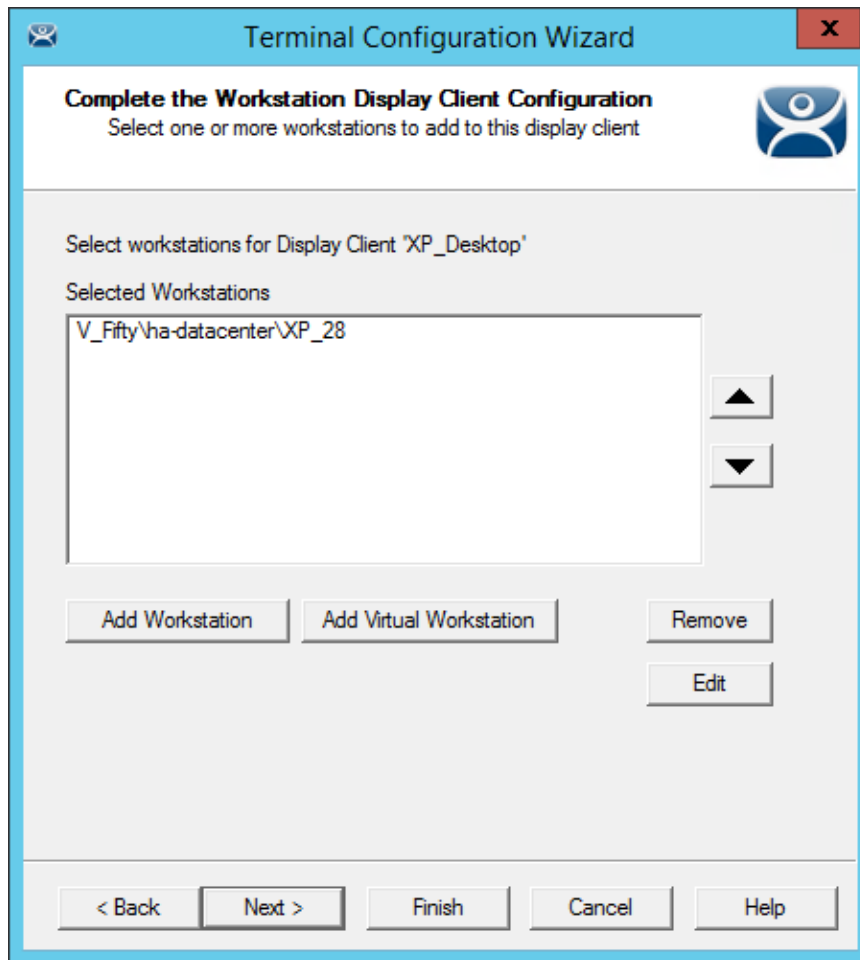 Terminal Configuration Wizard
x
Complete the Workstation Display Client Configuration
Select one or more workstations to add to this display client
Select workstations for Display Client 'XP_Desktop'
Selected Workstations
V_Fifty\ha-datacenter\XP_28
Add Workstation
Add Virtual Workstation
Remove
Edit
< Back
Next >
Finish
Cancel
Help